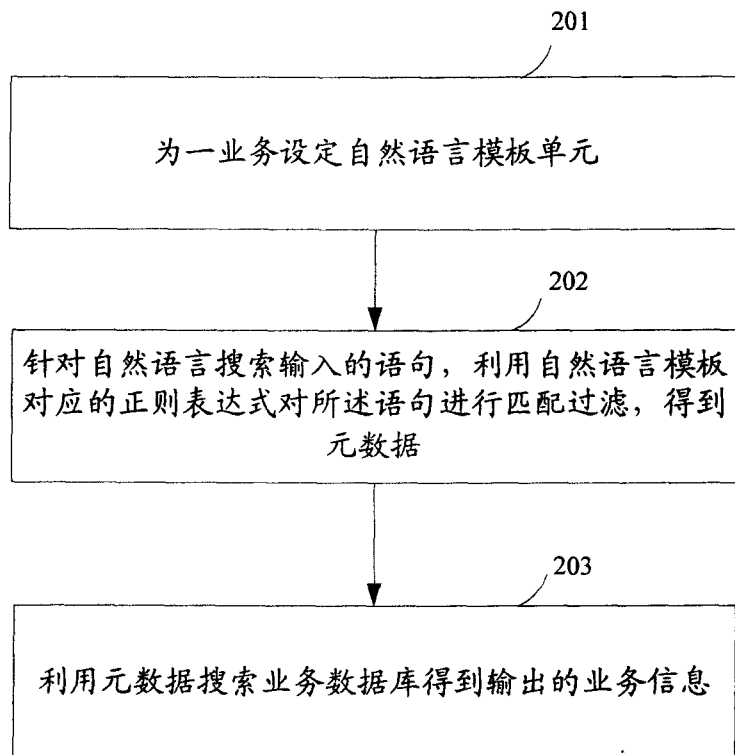 201
为一业务设定自然语言模板单元
202
针对自然语言搜索输入的语句，利用自然语言模板
对应的正则表达式对所述语句进行匹配过滤，得到
元数据
203
利用元数据搜索业务数据库得到输出的业务信息